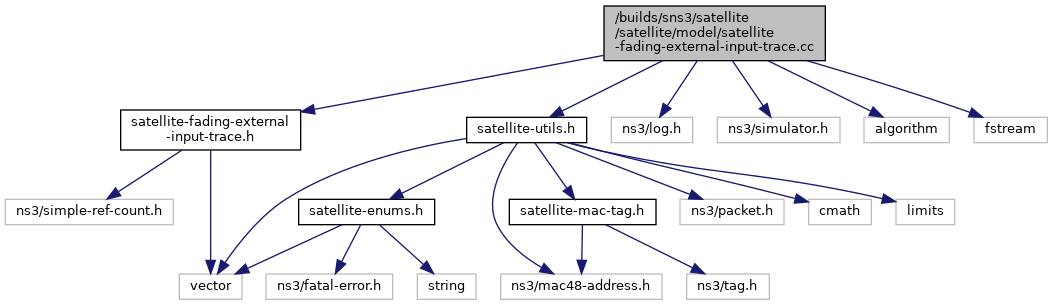 /builds/sns3/satellite
/satellite/model/satellite
-fading-external-input-trace.cc
satellite-fading-external
-input-trace.h
satellite-utils.h
ns3/log.h
ns3/simulator.h
algorithm
fstream
ns3/simple-ref-count.h
satellite-enums.h
satellite-mac-tag.h
ns3/packet.h
cmath
limits
vector
ns3/fatal-error.h
string
ns3/mac48-address.h
ns3/tag.h